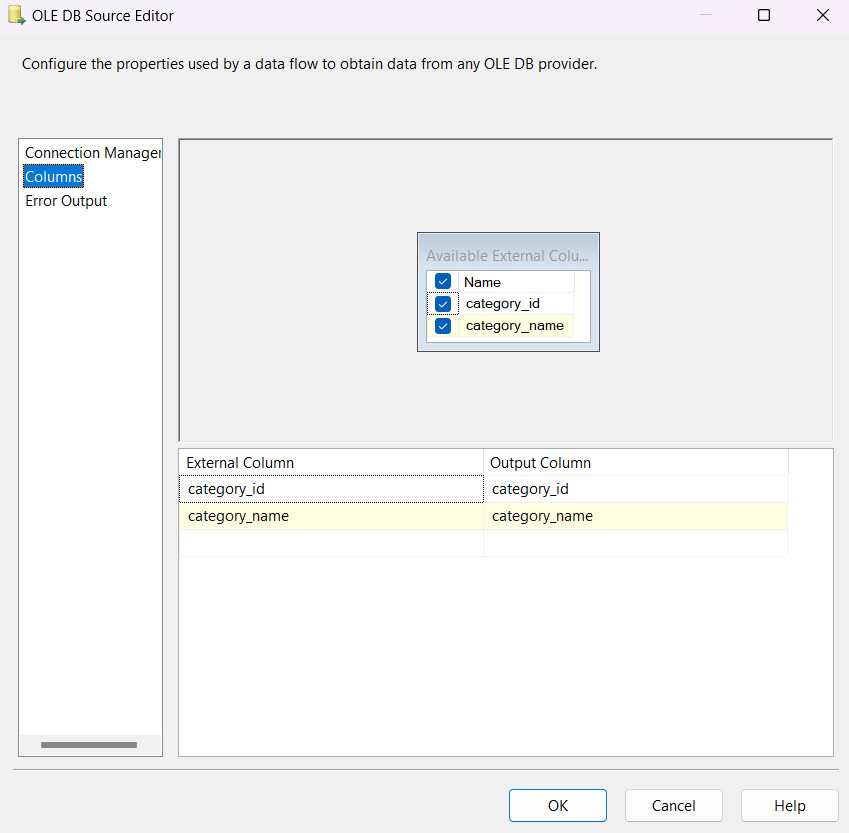 OLE DB Source Editor
Configure the properties used by a data flow to obtain data from any OLE DB provider.
Connection Manager
Columns
Error Output
Available External Colu...
Name
category_id
category_name
External Column Output Column
category_id category_id
category_name category_name
OK Cancel Help